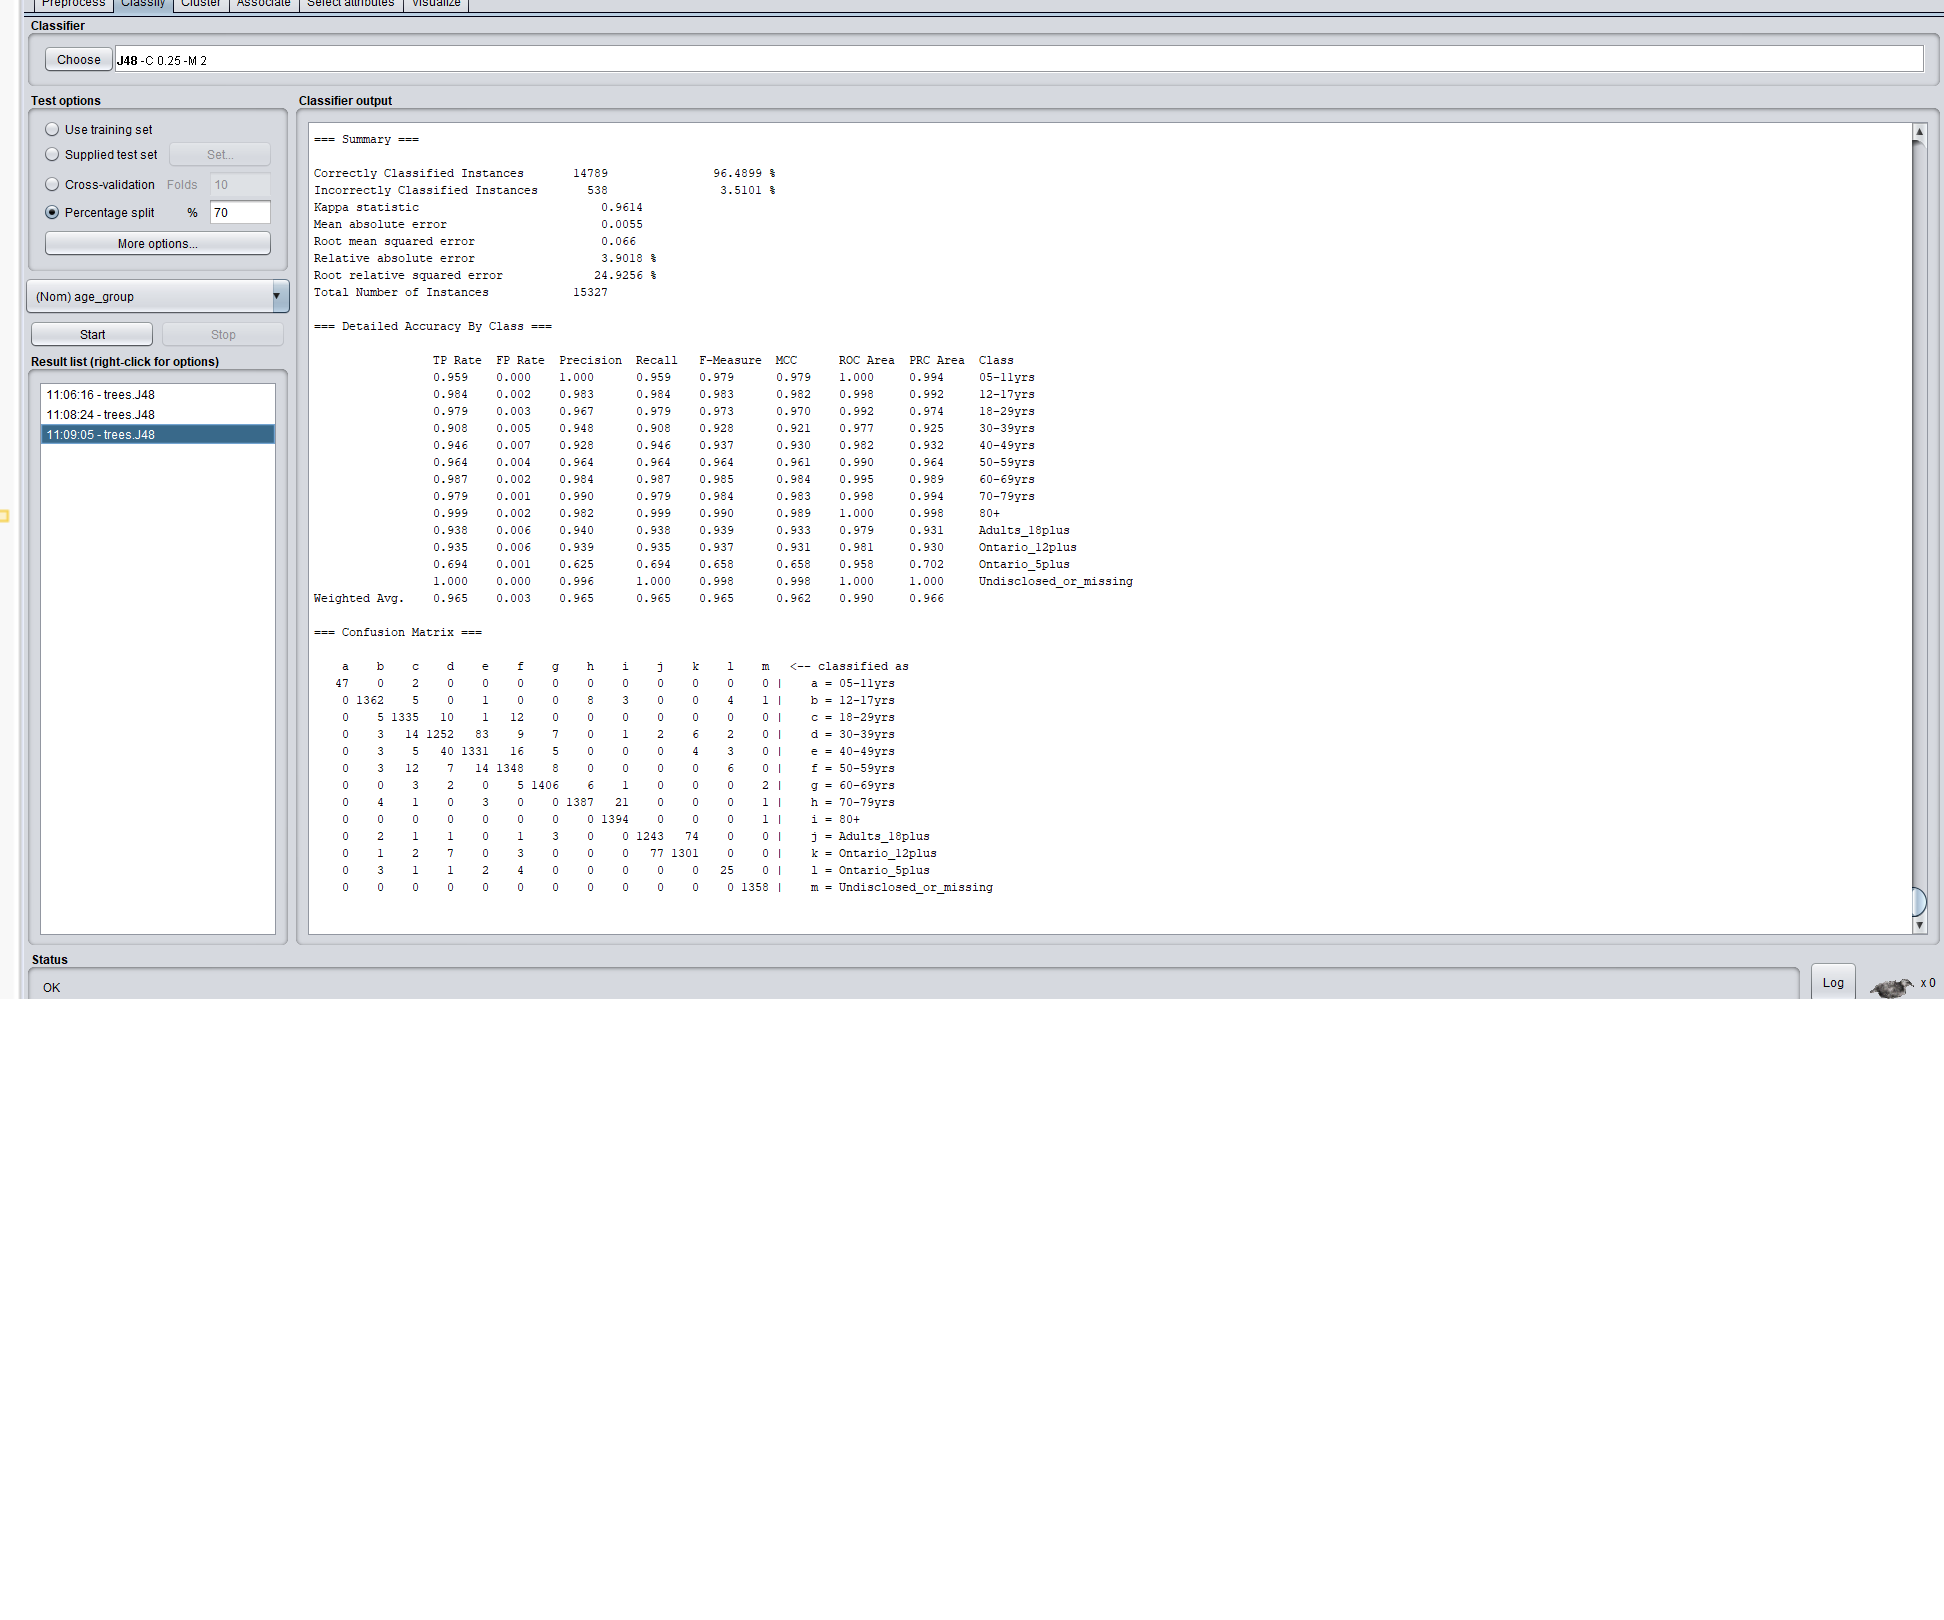 Preprocess Classify Cluster Associate Select attributes Visualize
Classifier
Choose J48 -C 0.25 -M 2
Test options
Use training set
Supplied test set Set...
Cross-validation Folds 10
Percentage split % 70
More options...
(Nom) age_group
Start Stop
Result list (right-click for options)
11:06:16 - trees.J48
11:08:24 - trees.J48
11:09:05 - trees.J48
Classifier output
=== Summary ===
Correctly Classified Instances 14789 96.4899 %
Incorrectly Classified Instances 538 3.5101 %
Kappa statistic 0.9614
Mean absolute error 0.0055
Root mean squared error 0.066
Relative absolute error 3.9018 %
Root relative squared error 24.9256 %
Total Number of Instances 15327
=== Detailed Accuracy By Class ===
TP Rate FP Rate Precision Recall F-Measure MCC ROC Area PRC Area Class
0.959 0.000 1.000 0.959 0.979 0.979 1.000 0.994 05-11yrs
0.984 0.002 0.983 0.984 0.983 0.982 0.998 0.992 12-17yrs
0.979 0.003 0.967 0.979 0.973 0.970 0.992 0.974 18-29yrs
0.908 0.005 0.948 0.908 0.928 0.921 0.977 0.925 30-39yrs
0.946 0.007 0.928 0.946 0.937 0.930 0.982 0.932 40-49yrs
0.964 0.004 0.964 0.964 0.964 0.961 0.990 0.964 50-59yrs
0.987 0.002 0.984 0.987 0.985 0.984 0.995 0.989 60-69yrs
0.979 0.001 0.990 0.979 0.984 0.983 0.998 0.994 70-79yrs
0.999 0.002 0.982 0.999 0.990 0.989 1.000 0.998 80+
0.938 0.006 0.940 0.938 0.939 0.933 0.979 0.931 Adults_18plus
0.935 0.006 0.939 0.935 0.937 0.931 0.981 0.930 Ontario_12plus
0.694 0.001 0.625 0.694 0.658 0.658 0.958 0.702 Ontario_5plus
1.000 0.000 0.996 1.000 0.998 0.998 1.000 1.000 Undisclosed_or_missing
Weighted Avg. 0.965 0.003 0.965 0.965 0.965 0.962 0.990 0.966
=== Confusion Matrix ===
a b c d e f g h i j k l m <-- classified as
47 0 2 0 0 0 0 0 0 0 0 0 0 | a = 05-11yrs
0 1362 5 0 1 0 0 8 3 0 0 4 1 | b = 12-17yrs
0 5 1335 10 1 12 0 0 0 0 0 0 0 | c = 18-29yrs
0 3 14 1252 83 9 7 0 1 2 6 2 0 | d = 30-39yrs
0 3 5 40 1331 16 5 0 0 0 4 3 0 | e = 40-49yrs
0 3 12 7 14 1348 8 0 0 0 0 6 0 | f = 50-59yrs
0 0 3 2 0 5 1406 6 1 0 0 0 2 | g = 60-69yrs
0 4 1 0 3 0 0 1387 21 0 0 0 1 | h = 70-79yrs
0 0 0 0 0 0 0 0 1394 0 0 0 1 | i = 80+
0 2 1 1 0 1 3 0 0 1243 74 0 0 | j = Adults_18plus
0 1 2 7 0 3 0 0 0 77 1301 0 0 | k = Ontario_12plus
0 3 1 1 2 4 0 0 0 0 0 25 0 | l = Ontario_5plus
0 0 0 0 0 0 0 0 0 0 0 0 1358 | m = Undisclosed_or_missing
Status
OK
Log x 0